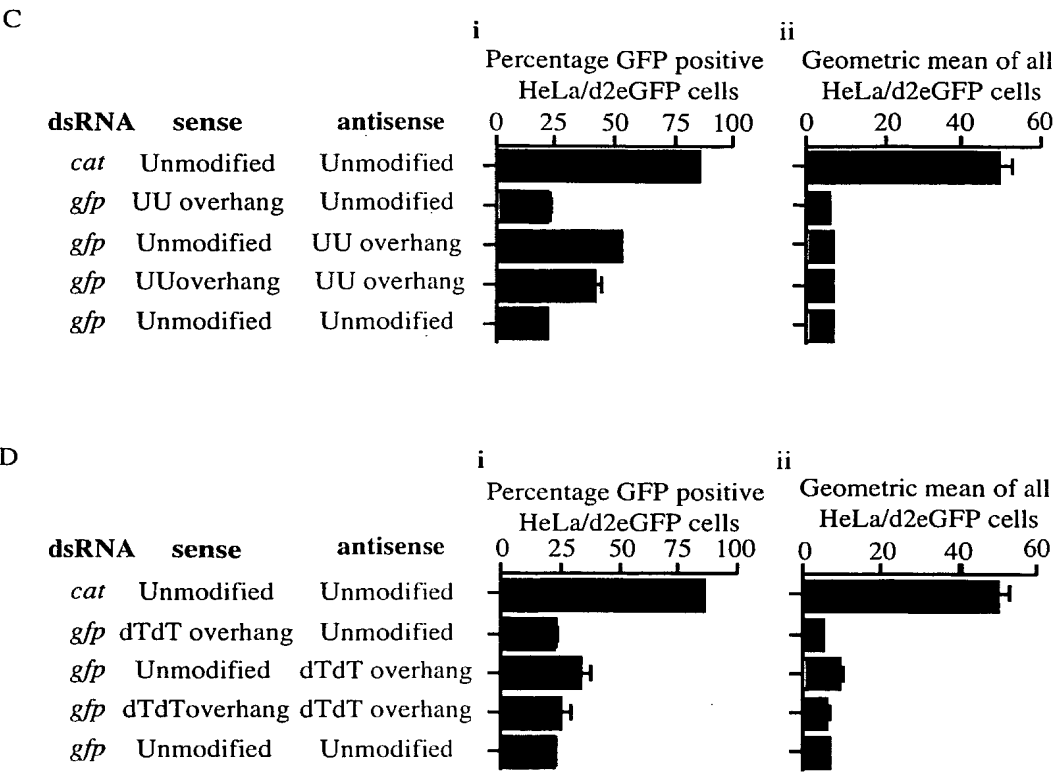 C
i
ii
Percentage GFP positive
HeLa/d2eGFP cells
Geometric mean of all
HeLa/d2eGFP cells
dsRNA sense antisense
0 25 50 75 100
0 20 40 60
cat Unmodified Unmodified
gfp UU overhang Unmodified
gfp Unmodified UU overhang
gfp UUoverhang UU overhang
gfp Unmodified Unmodified
D
i
ii
Percentage GFP positive
HeLa/d2eGFP cells
Geometric mean of all
HeLa/d2eGFP cells
dsRNA sense antisense
0 25 50 75 100
0 20 40 60
cat Unmodified Unmodified
gfp dTdT overhang Unmodified
gfp Unmodified dTdT overhang
gfp dTdToverhang dTdT overhang
gfp Unmodified Unmodified